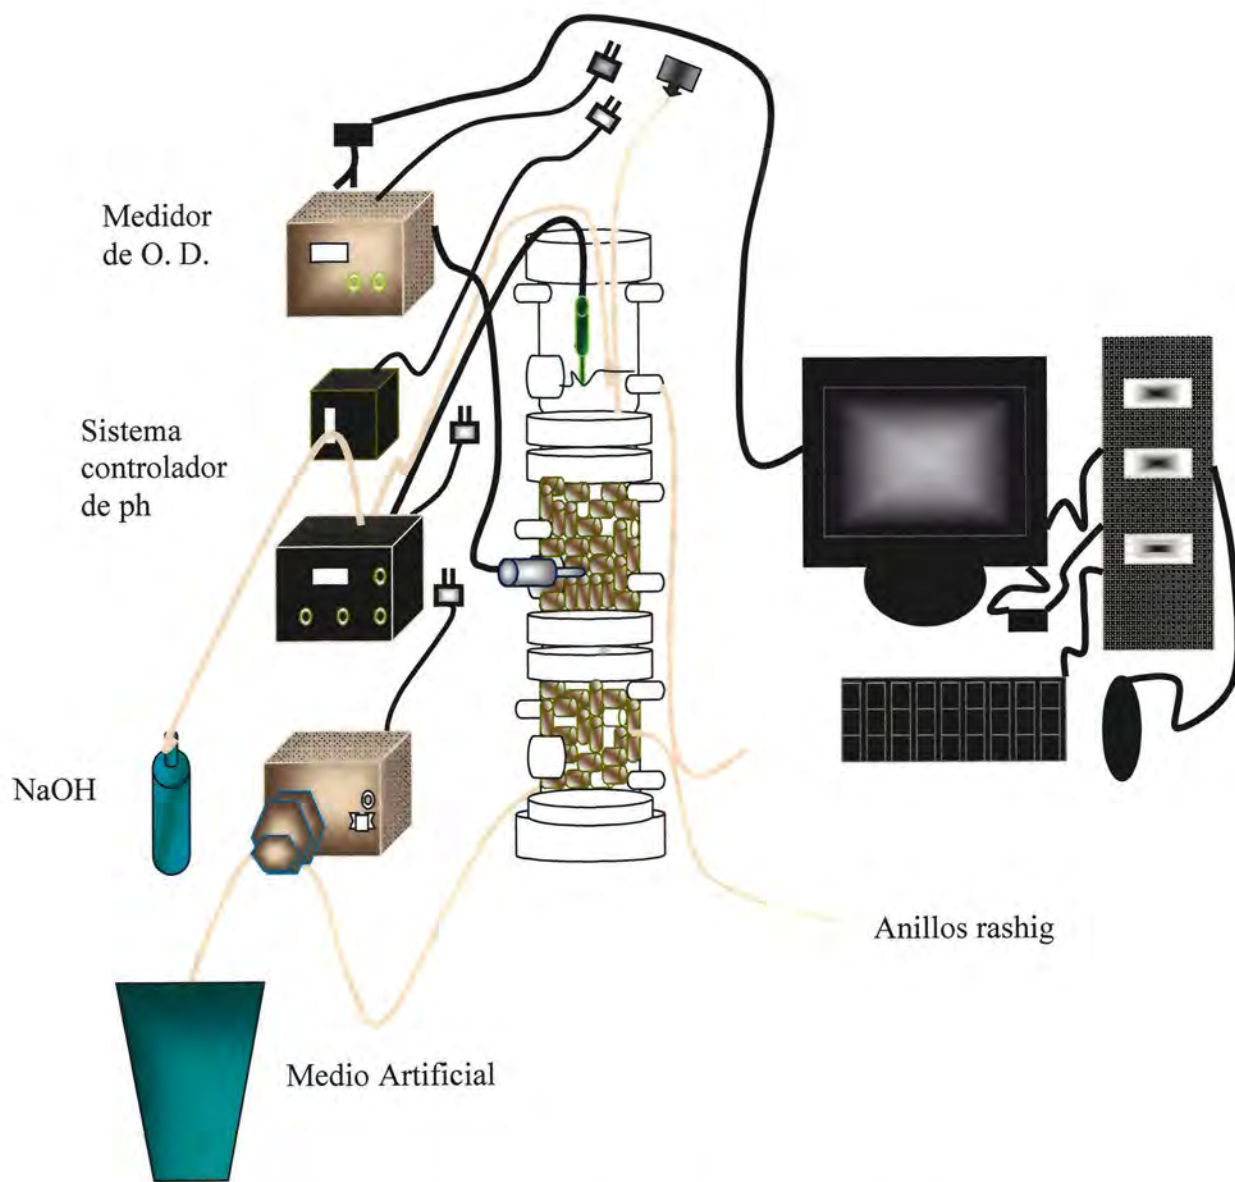 Medidor
de O. D.
Sistema
controlador
de ph
NaOH
Anillos rashig
Medio Artificial